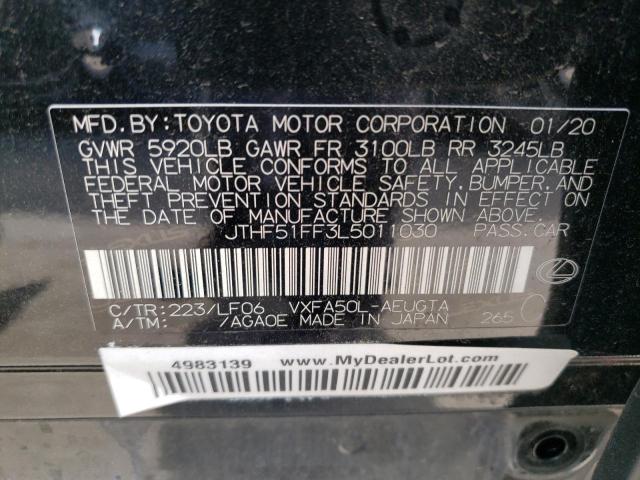 MFD.BY:TOYOTA MOTOR CORPORATION 01/20
GVWR 5920LB GAWR FR 3100LB RR 3245LB
THIS VEHICLE CONFORMS TO ALL APPLICABLE
FEDERAL MOTOR VEHICLE SAFETY, BUMPER, AND
THEFT PREVENTION STANDARDS IN EFFECT ON
THE DATE OF MANUFACTURE SHOWN ABOVE.
JTHF51FF3L5011030 PASS.CAR
C/TR:223/LF06 VXFA50L-AEUGTA
A/TM: /AGA0E MADE IN JAPAN 265
4983139 www.MyDealerLot.com